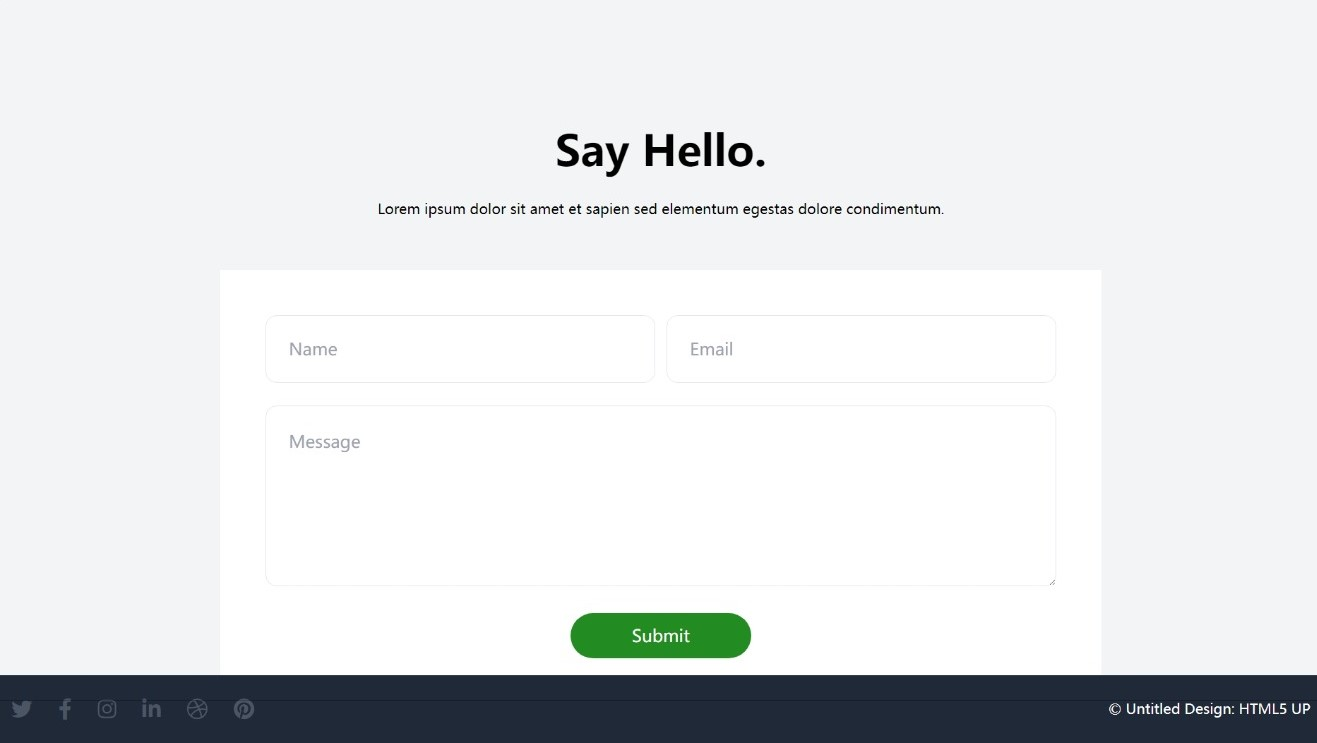 Say Hello.
Lorem ipsum dolor sit amet et sapien sed elementum egestas dolore condimentum.
Name
Email
Message
Submit
© Untitled Design: HTML5 UP